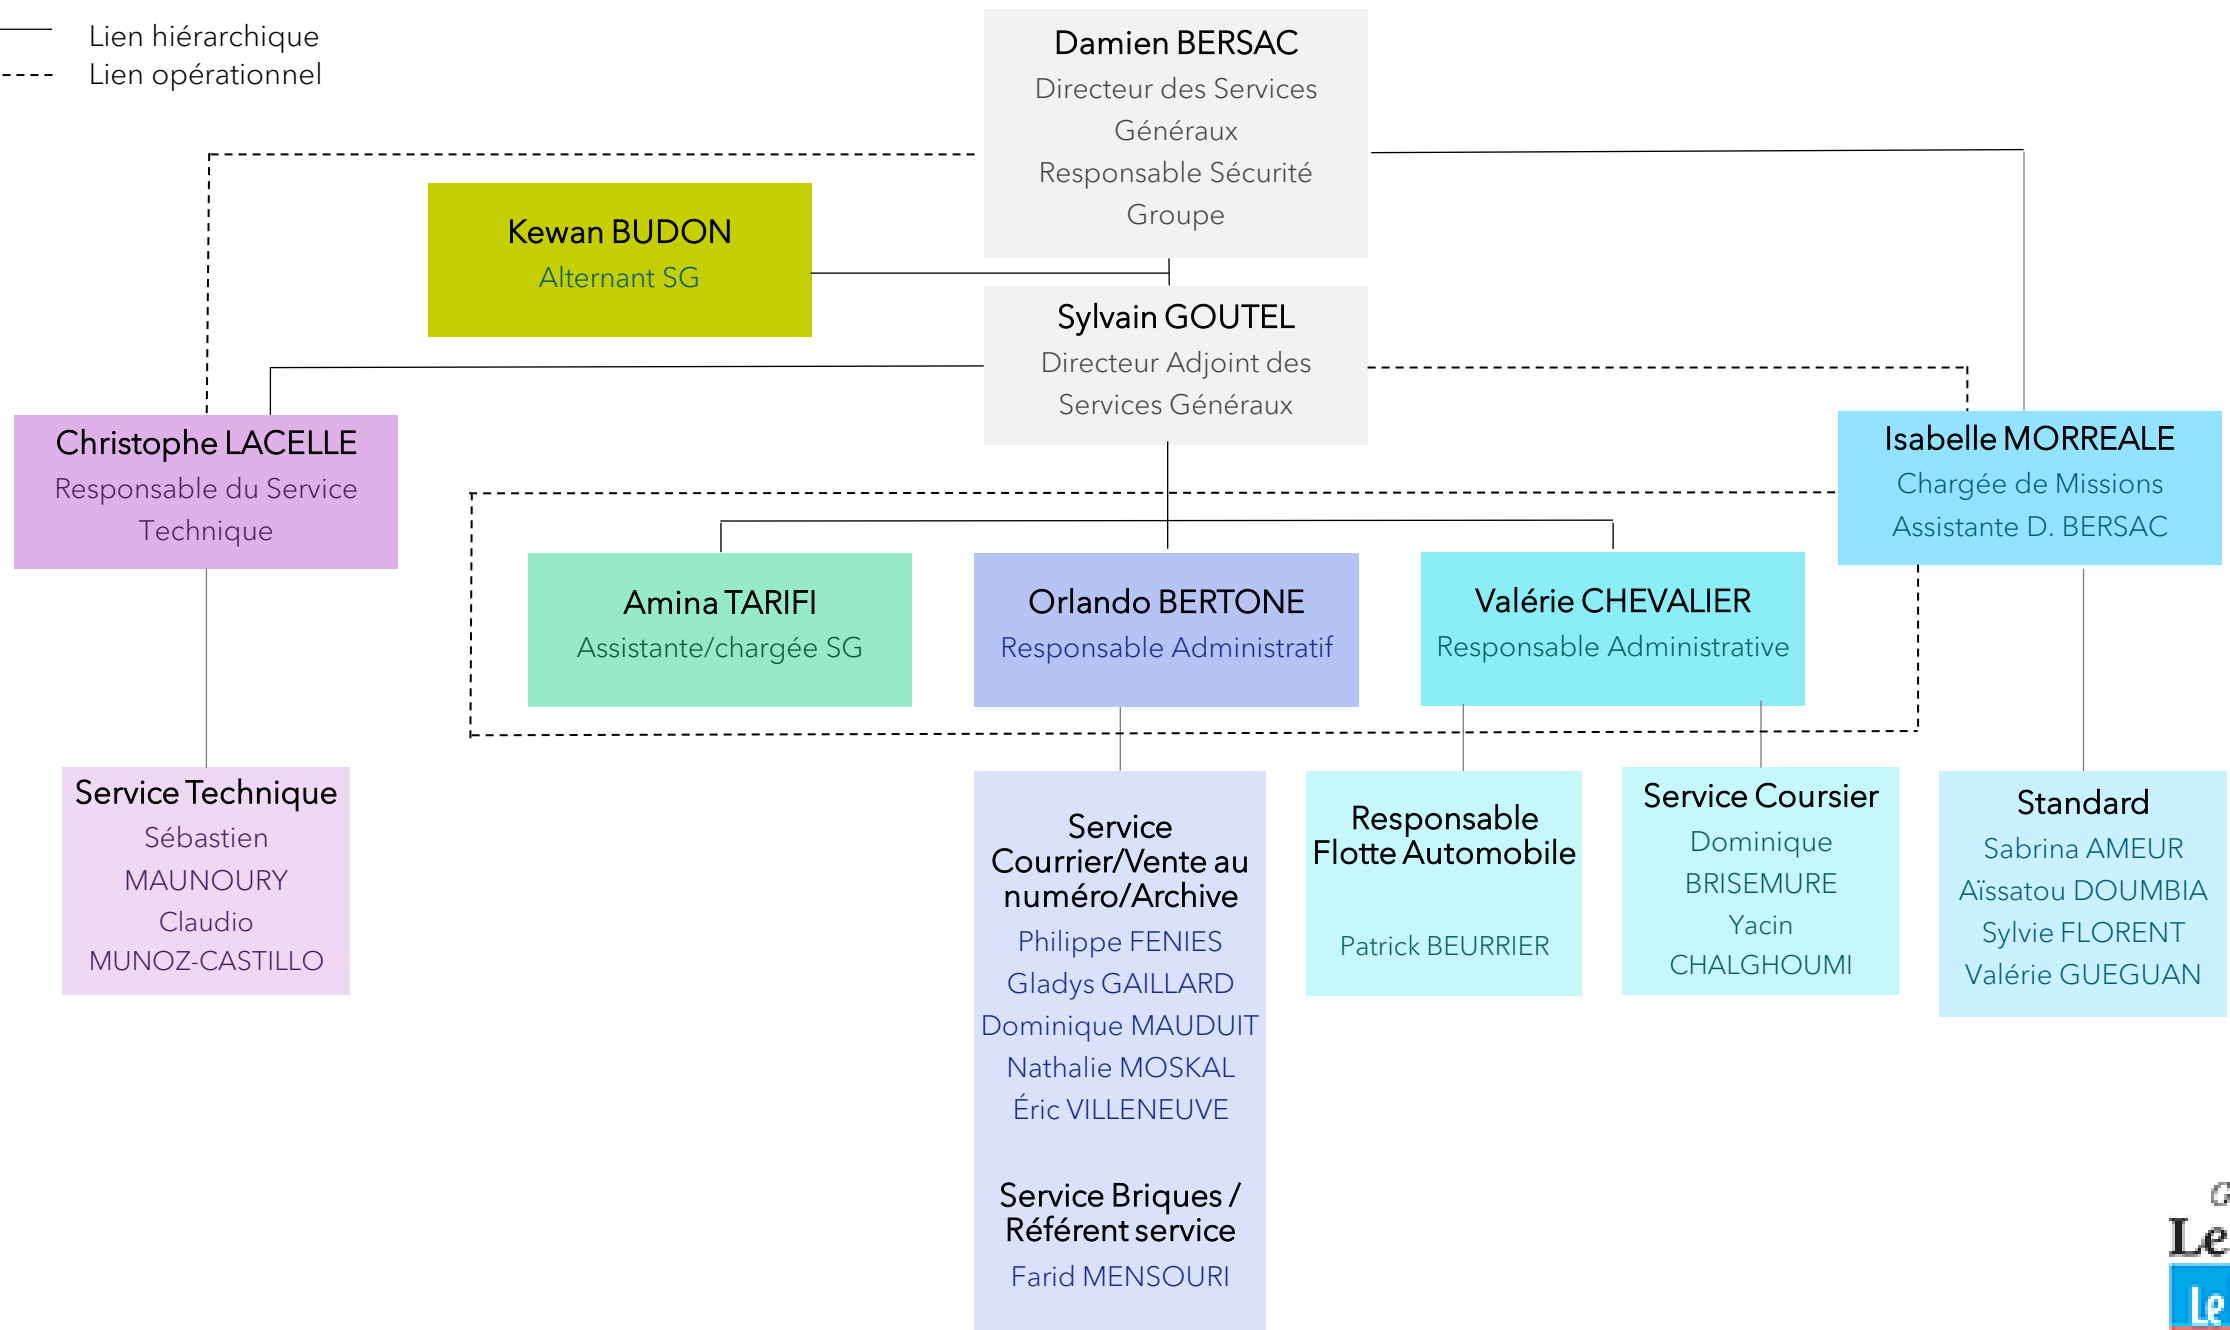 Lien hiérarchique
Lien opérationnel
Damien BERSAC
Directeur des Services
Généraux
Responsable Sécurité
Groupe
Kewan BUDON
Alternant SG
Sylvain GOUTEL
Directeur Adjoint des
Services Généraux
Christophe LACELLE
Responsable du Service
Technique
Isabelle MORREALE
Chargée de Missions
Assistante D. BERSAC
Amina TARIFI
Assistante/chargée SG
Orlando BERTONE
Responsable Administratif
Valérie CHEVALIER
Responsable Administrative
Service Technique
Sébastien
MAUNOURY
Claudio
MUNOZ-CASTILLO
Service
Courrier/Vente au
numéro/Archive
Philippe FENIES
Gladys GAILLARD
Dominique MAUDUIT
Nathalie MOSKAL
Éric VILLENEUVE
Service Briques /
Référent service
Farid MENSOURI
Responsable
Flotte Automobile
Patrick BEURRIER
Service Coursier
Dominique
BRISEMURE
Yacin
CHALGHOUMI
Standard
Sabrina AMEUR
Aïssatou DOUMBIA
Sylvie FLORENT
Valérie GUEGUAN
Le
Le